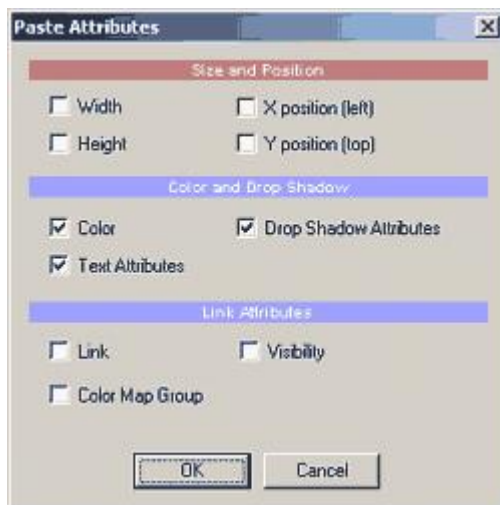 Paste Attributes
Size and Position
Width X position (left)
Height Y position (top)
Color and Drop Shadow
Color Drop Shadow Attributes
Text Attributes
Link Attributes
Link Visibility
Color Map Group
OK Cancel